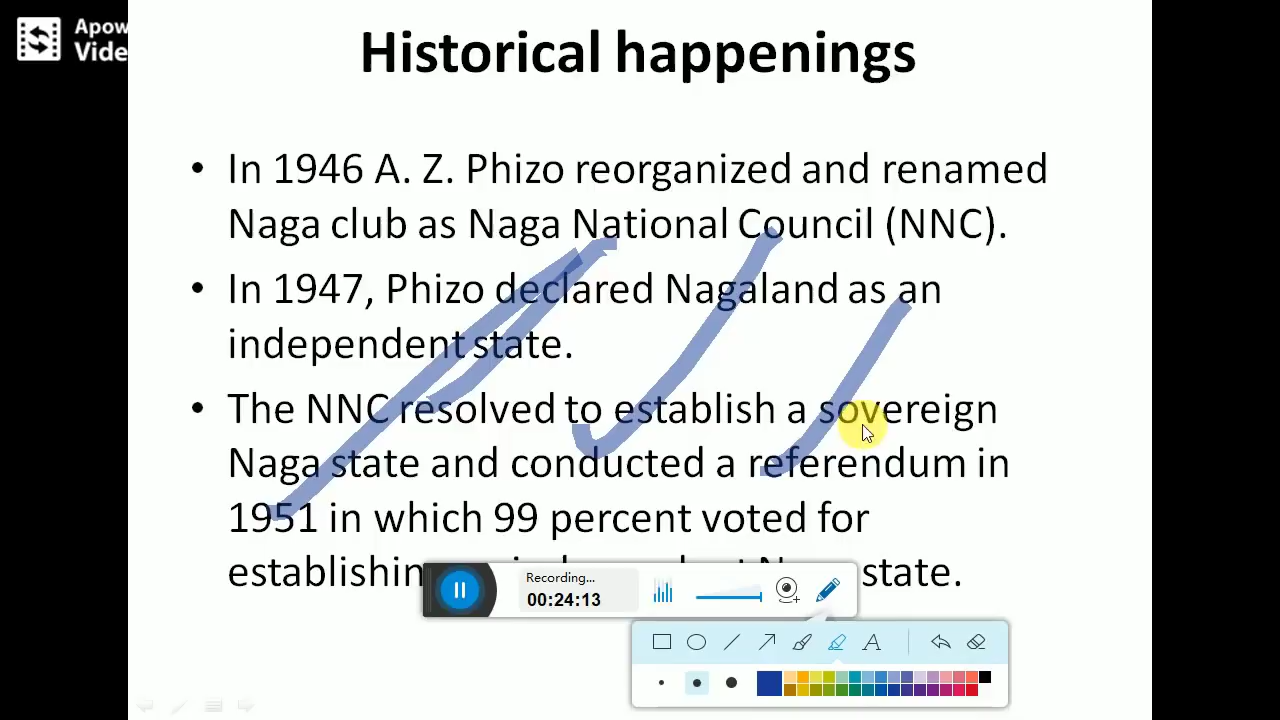 Apow
Vide
Historical happenings
• In 1946 A. Z. Phizo reorganized and renamed
Naga club as Naga National Council (NNC).
• In 1947, Phizo declared Nagaland as an
independent state.
• The NNC resolved to establish a sovereign
Naga state and conducted a referendum in
1951 in which 99 percent voted for
state.
Recording...
00:24:13
A